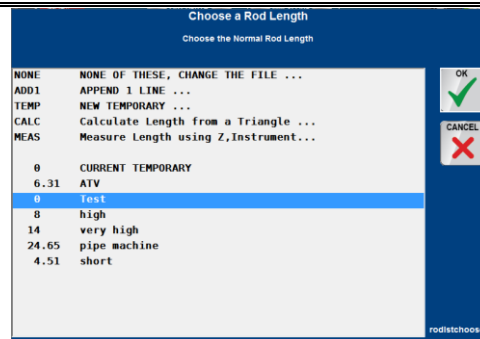 Choose a Rod Length
Choose the Normal Rod Length
NONE NONE OF THESE, CHANGE THE FILE ...
ADD1 APPEND 1 LINE ...
TEMP NEW TEMPORARY ...
CALC Calculate Length from a Triangle ...
MEAS Measure Length using Z,Instrument...
0 CURRENT TEMPORARY
6.31 ATV
0 Test
8 high
14 very high
24.65 pipe machine
4.51 short
OK
CANCEL
rodlstchoos